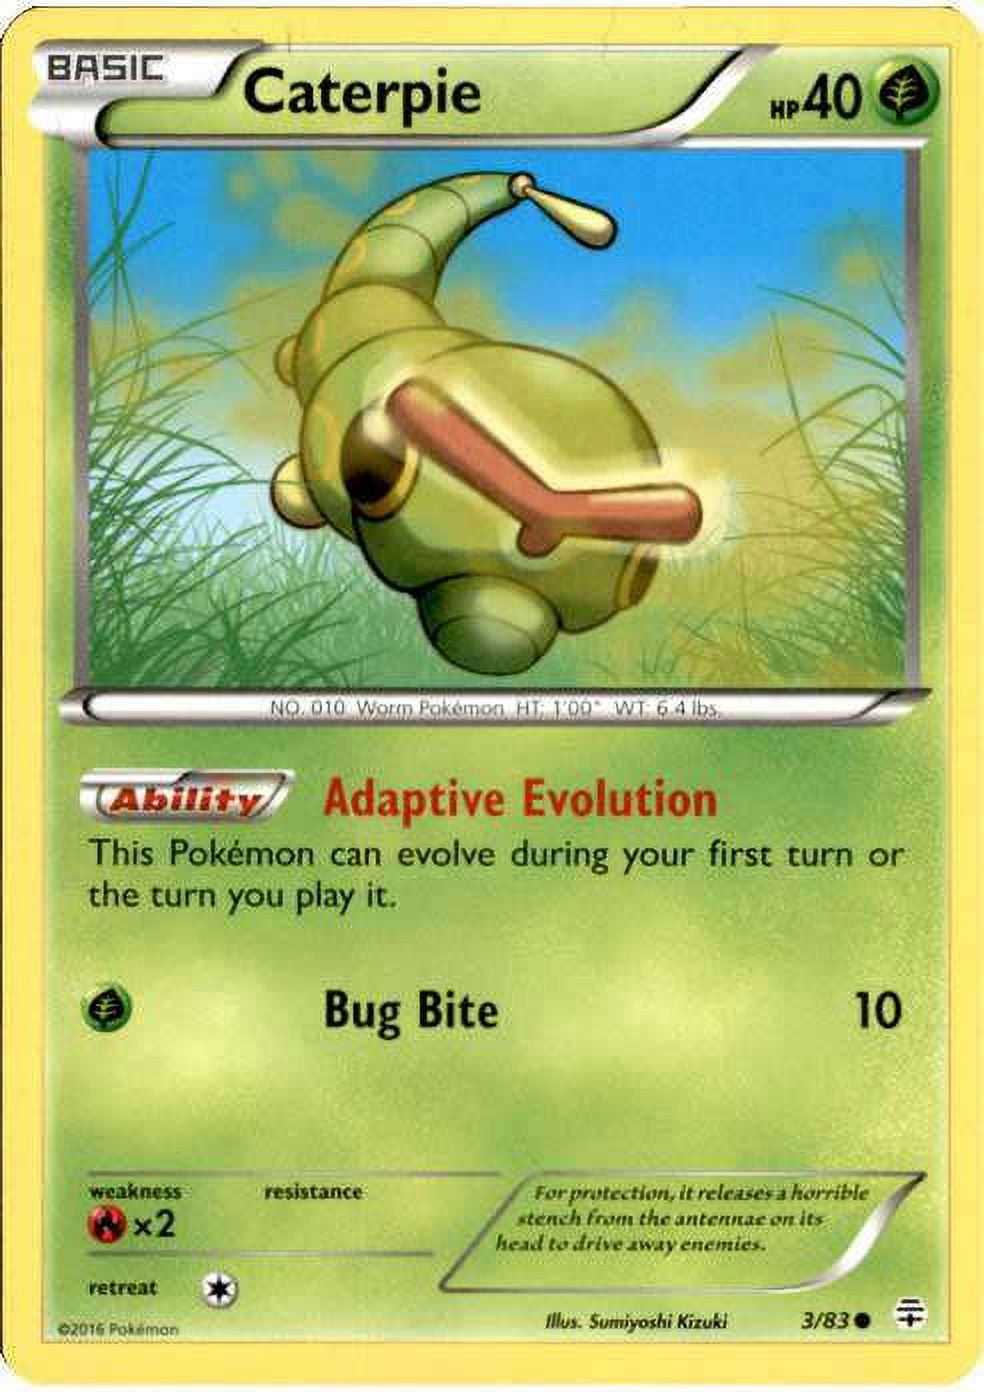 BASIC
Caterpie
HP40
NO. 010 Worm Pokémon HT: 1'00" WT: 6.4 lbs.
Ability Adaptive Evolution
This Pokémon can evolve during your first turn or
the turn you play it.
Bug Bite 10
weakness resistance
×2
For protection, it releases a horrible
stench from the antennae on its
head to drive away enemies.
retreat
©2016 Pokémon
Illus. Sumiyoshi Kizuki 3/83